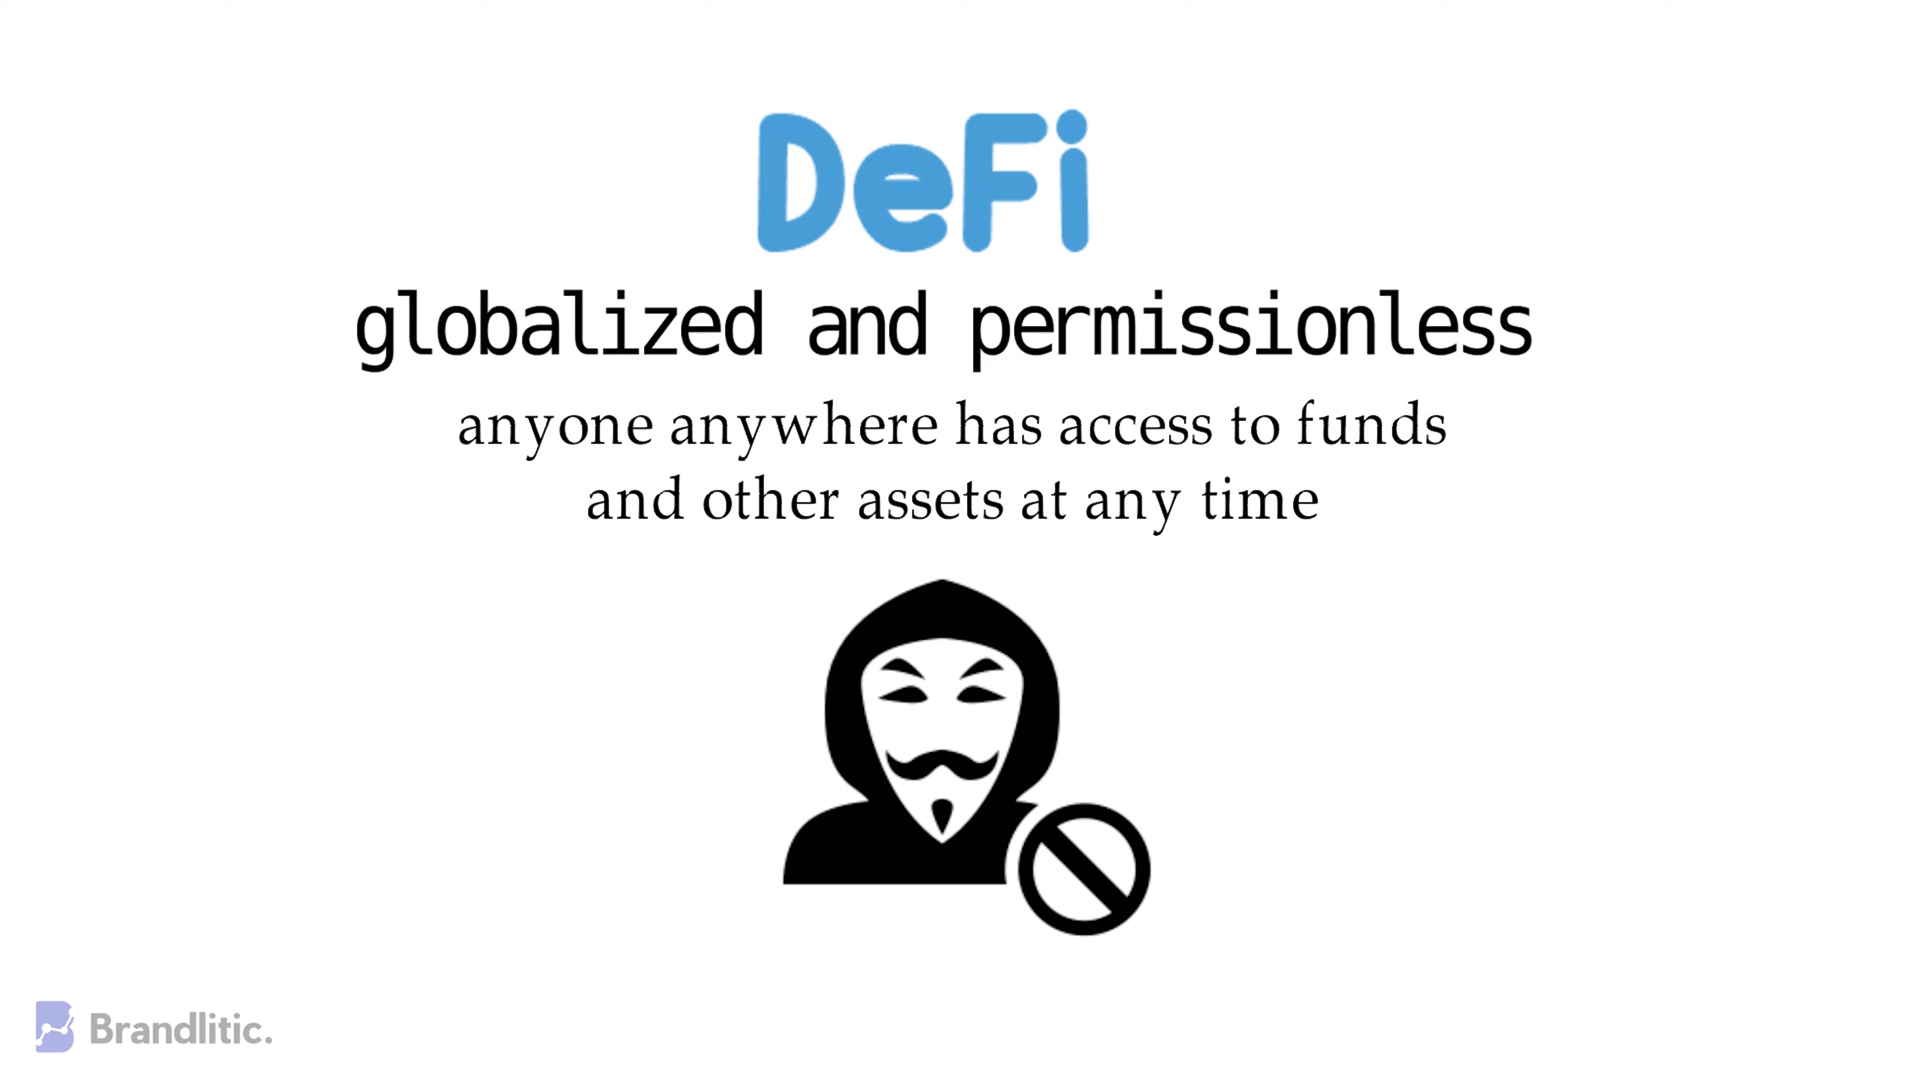 DeFi
globalized and permissionless
anyone anywhere has access to funds
and other assets at any time
Brandlitic.